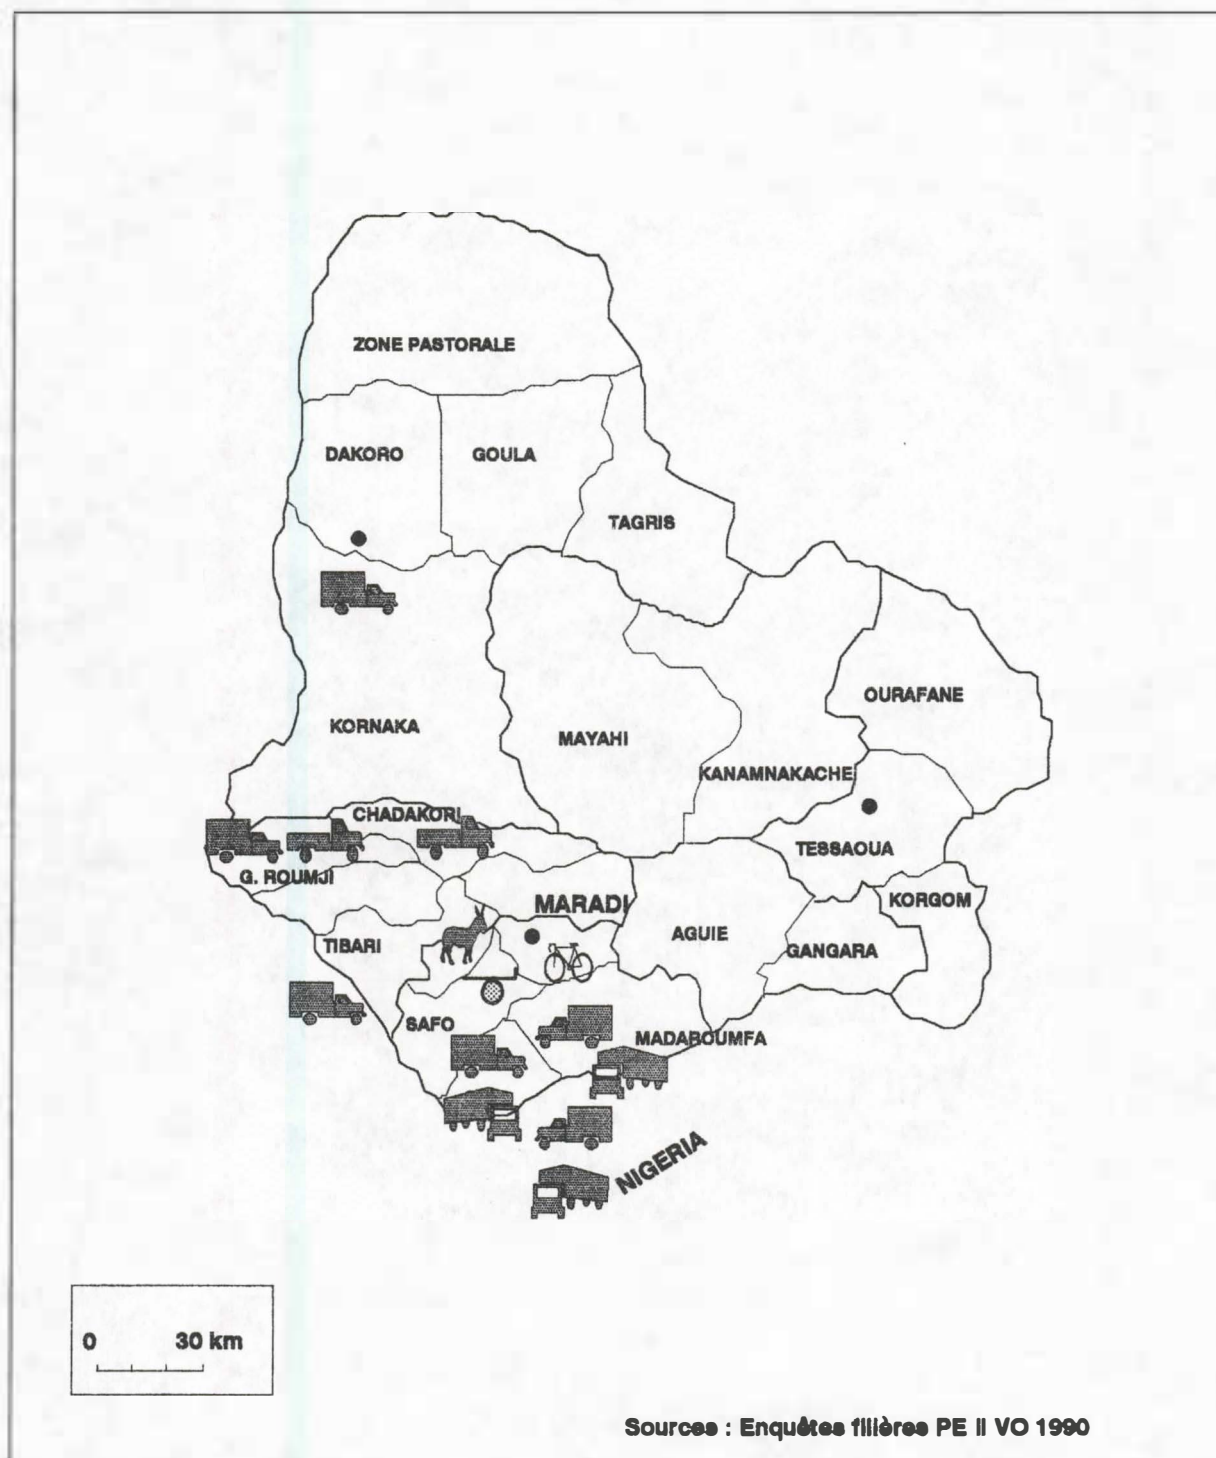 ZONE PASTORALE
DAKORO
GOULA
TAGRIS
OURAFANE
KORNAKA
MAYAHI
KANAMNAKACHE
CHADAKORI
TESSAOUA
G. ROUMJI
KORGOM
MARADI
AGUIE
TIBARI
GANGARA
SAFO
MADAROUMFA
NIGERIA
0 30 km
Sources : Enquêtes filières PE II VO 1990